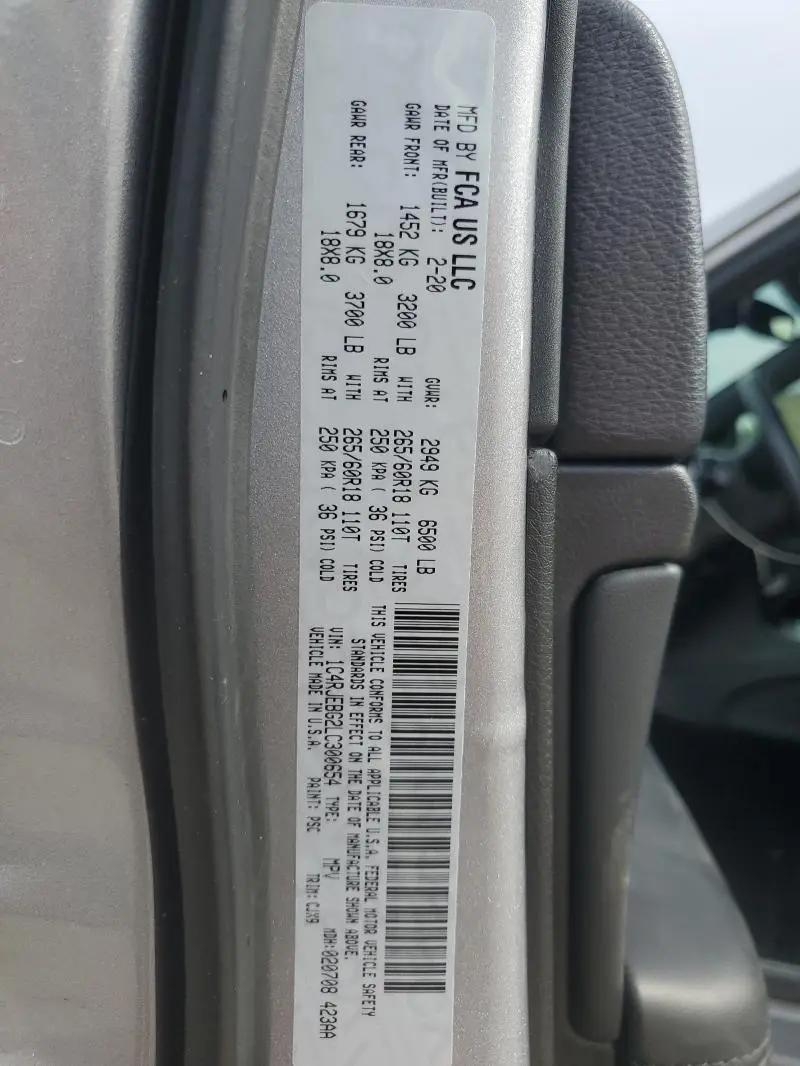 MFD BY FCA US LLC
DATE OF MFR(BUILT): 2-20 GVWR: 2949 KG 6500 LB
GAWR FRONT: 1452 KG 3200 LB WITH 265/60R18 110T TIRES
18X8.0 RIMS AT 250 KPA ( 36 PSI) COLD
GAWR REAR: 1679 KG 3700 LB WITH 265/60R18 110T TIRES
18X8.0 RIMS AT 250 KPA ( 36 PSI) COLD
THIS VEHICLE CONFORMS TO ALL APPLICABLE U.S.A. FEDERAL MOTOR VEHICLE SAFETY
STANDARDS IN EFFECT ON THE DATE OF MANUFACTURE SHOWN ABOVE.
VIN: 1C4RJEBG2LC300654 TYPE: MPV MDH:020708 423AA
VEHICLE MADE IN U.S.A. PAINT: PSC TRIM:CJX9